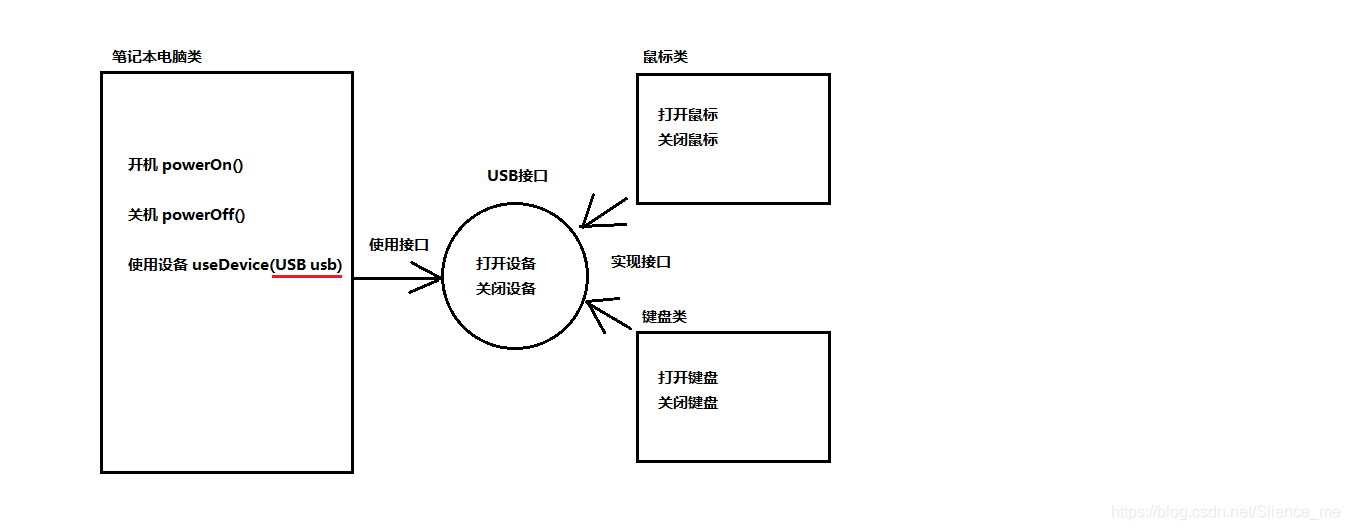 笔记本电脑类
开机 powerOn()
关机 powerOff()
使用设备 useDevice(USB usb)
使用接口
USB接口
打开设备
关闭设备
实现接口
鼠标类
打开鼠标
关闭鼠标
键盘类
打开键盘
关闭键盘
https://blog.csdn.net/Slience_me